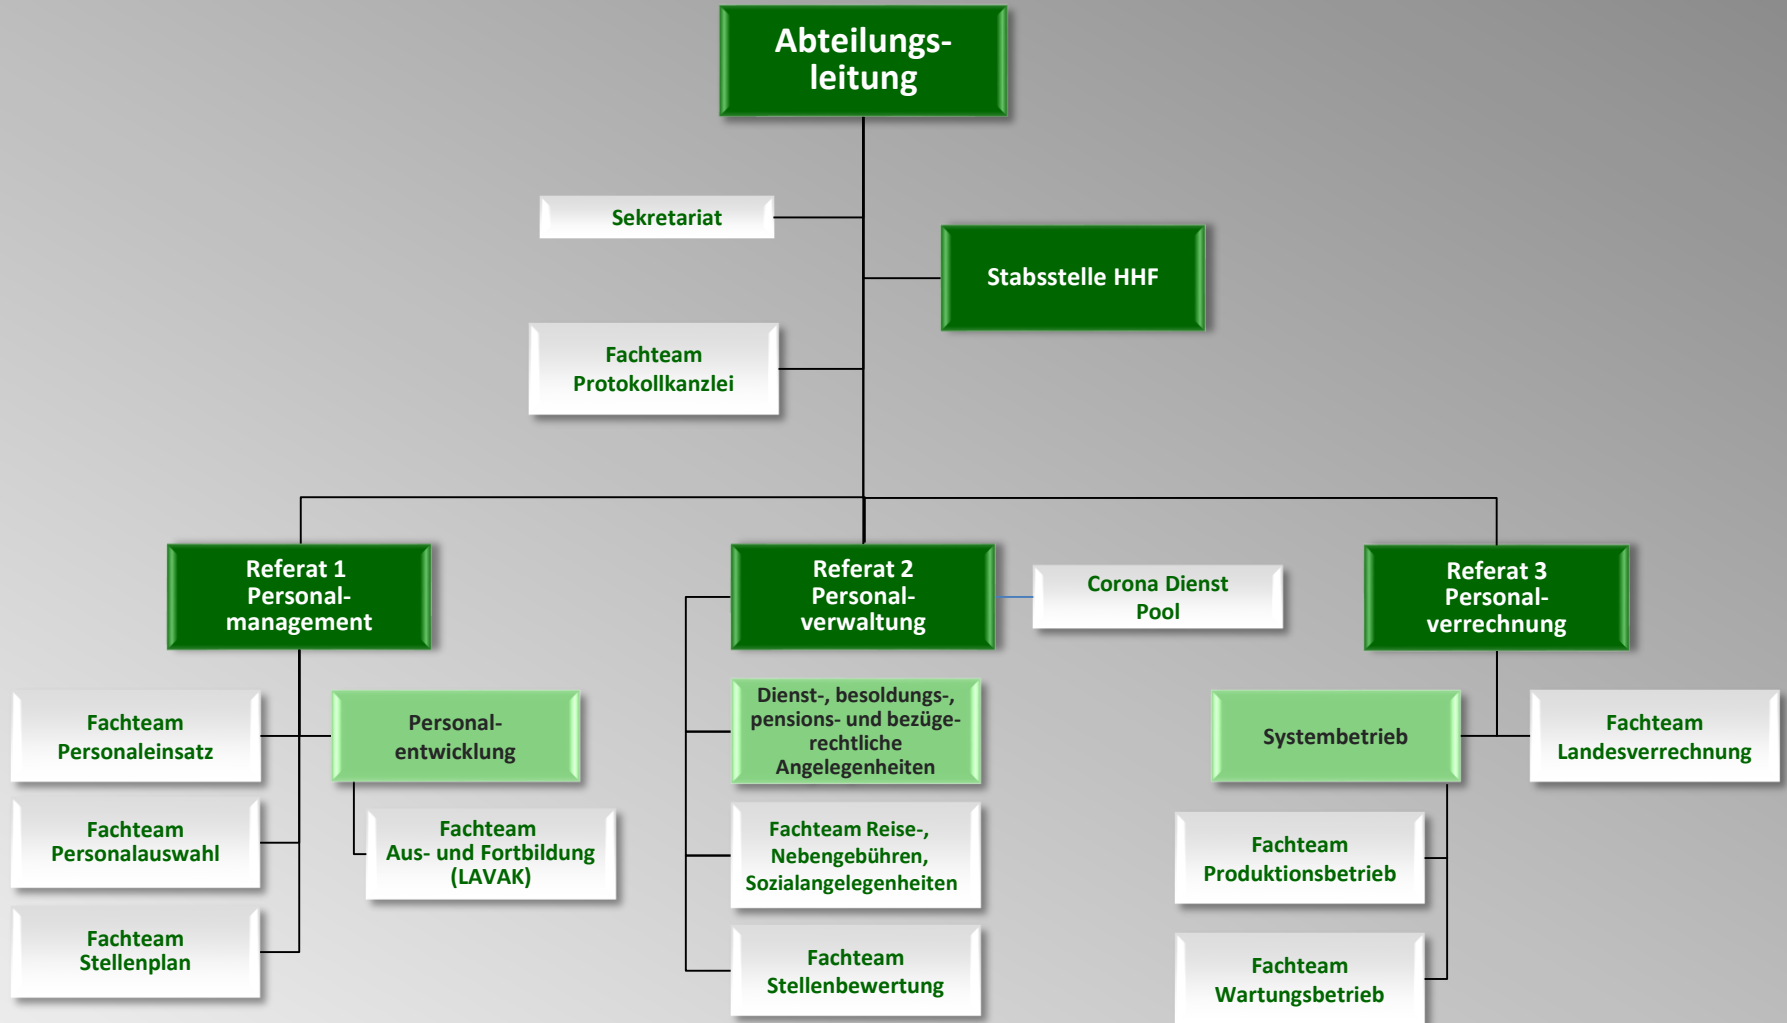 Abteilungs-
leitung
Sekretariat
Stabsstelle HHF
Fachteam
Protokollkanzlei
Referat 1
Personal-
management
Referat 2
Personal-
verwaltung
Corona Dienst
Pool
Referat 3
Personal-
verrechnung
Fachteam
Personaleinsatz
Personal-
entwicklung
Fachteam
Personalauswahl
Fachteam
Aus- und Fortbildung
(LAVAK)
Fachteam
Stellenplan
Dienst-, besoldungs-,
pensions- und bezüge-
rechtliche
Angelegenheiten
Fachteam Reise-,
Nebengebühren,
Sozialangelegenheiten
Fachteam
Stellenbewertung
Systembetrieb
Fachteam
Landesverrechnung
Fachteam
Produktionsbetrieb
Fachteam
Wartungsbetrieb